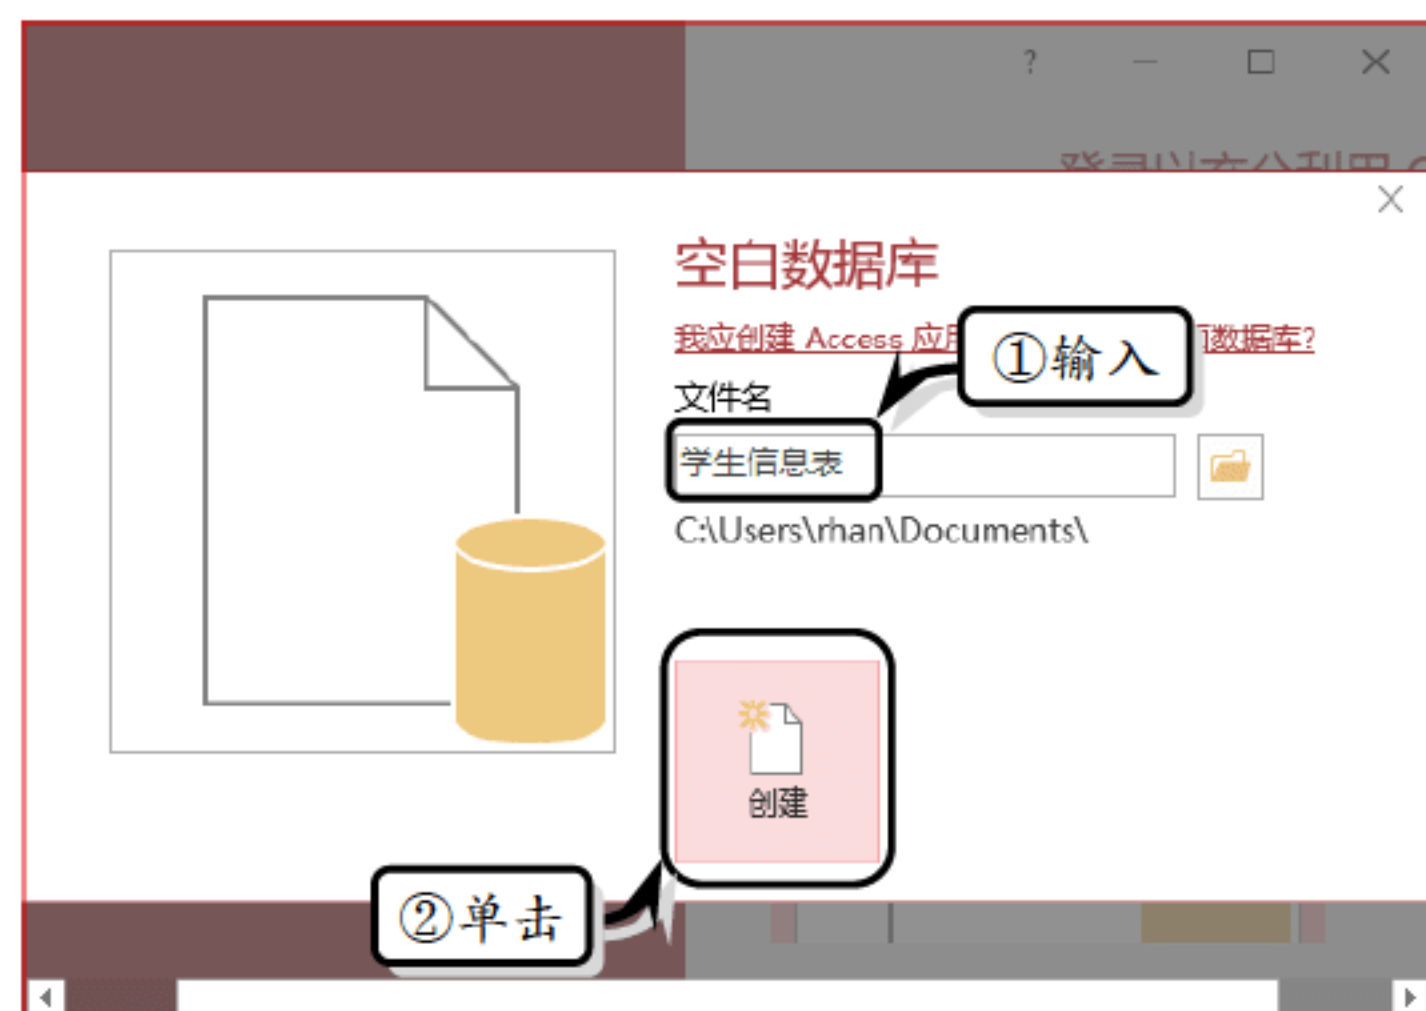 ?
空白数据库
我应创建 Access 应
数据库?
①输入
文件名
学生信息表
C:\Users\rhan\Documents\
创建
②单击